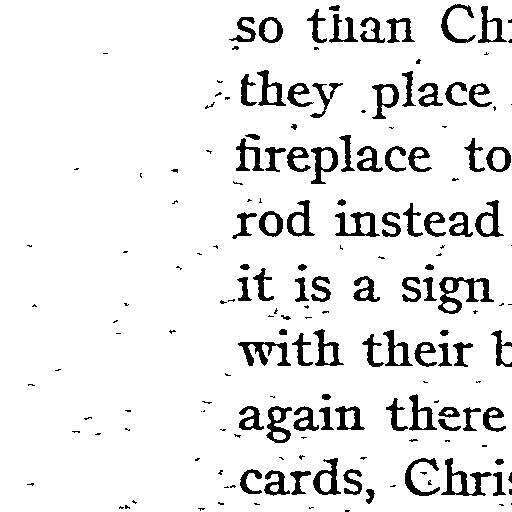 so than Chr
they place
fireplace to
rod instead
it is a sign
with their b
again there
cards, Chris